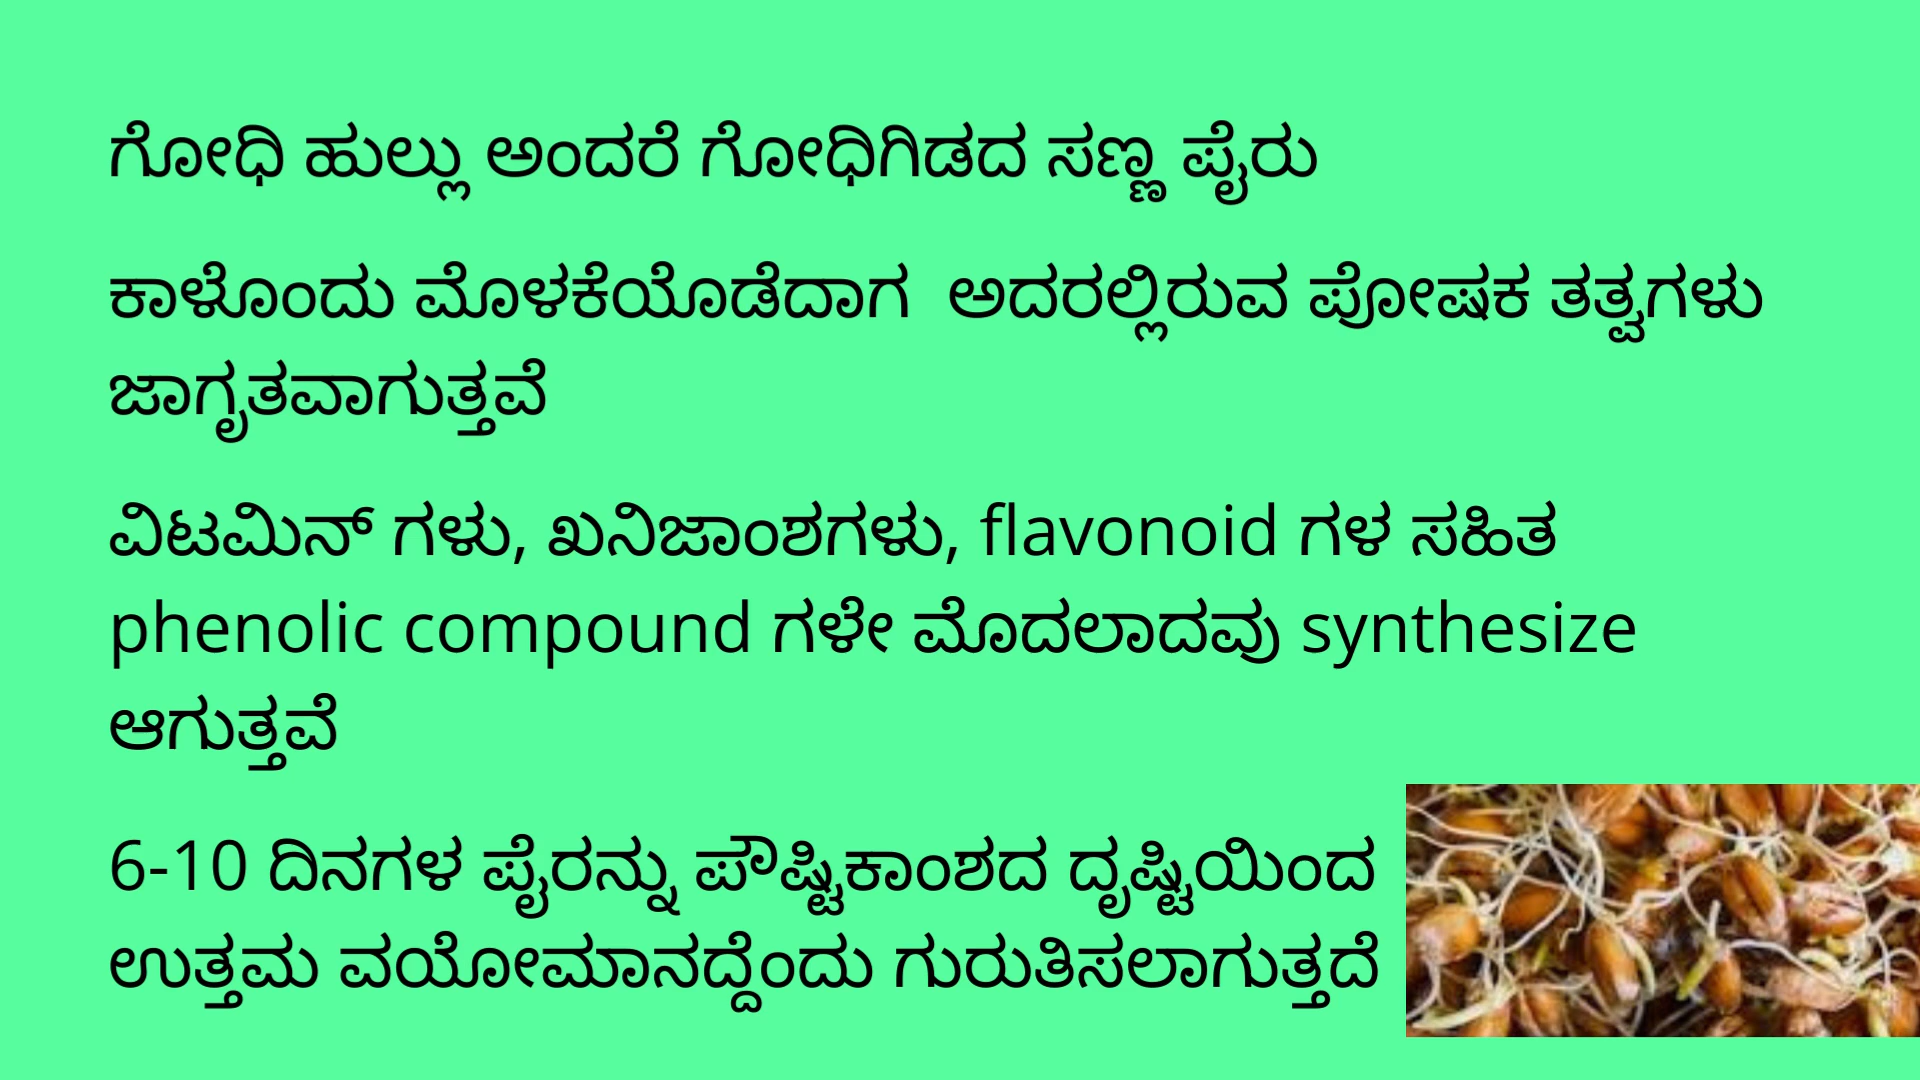 ಗೋಧಿ ಹುಲ್ಲು ಅಂದರೆ ಗೋಧಿಗಿಡದ ಸಣ್ಣ ಪೈರು
ಕಾಳೊಂದು ಮೊಳಕೆಯೊಡೆದಾಗ  ಅದರಲ್ಲಿರುವ ಪೋಷಕ ತತ್ವಗಳು
ಜಾಗೃತವಾಗುತ್ತವೆ
ವಿಟಮಿನ್ ಗಳು, ಖನಿಜಾಂಶಗಳು, flavonoid ಗಳ ಸಹಿತ
phenolic compound ಗಳೇ ಮೊದಲಾದವು synthesize
ಆಗುತ್ತವೆ
6-10 ದಿನಗಳ ಪೈರನ್ನು ಪೌಷ್ಟಿಕಾಂಶದ ದೃಷ್ಟಿಯಿಂದ
ಉತ್ತಮ ವಯೋಮಾನದ್ದೆಂದು ಗುರುತಿಸಲಾಗುತ್ತದೆ